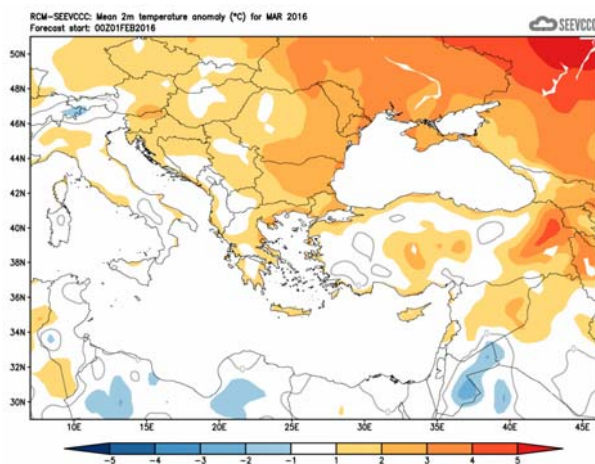 RCM-SEEVCCC: Mean 2m temperature anomaly (°C) for MAR 2016
Forecast start: 00Z01FEB2016
SEEVCCC
50N
48N
46N
44N
42N
40N
38N
36N
34N
32N
30N
10E 15E 20E 25E 30E 35E 40E 45E
-5 -4 -3 -2 -1 1 2 3 4 5